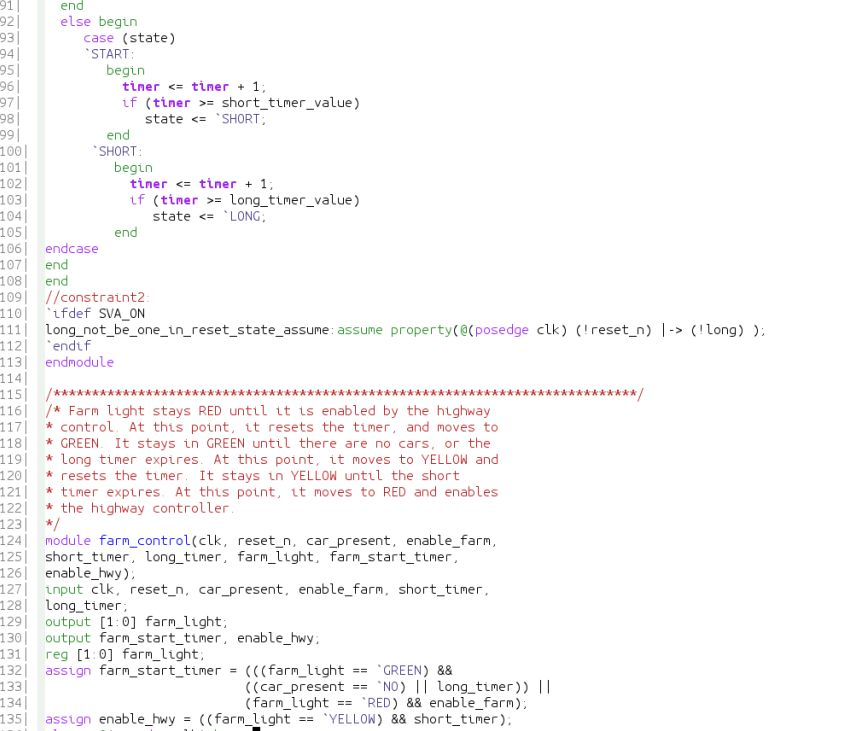 91|    end
92|    else begin
93|       case (state)
94|       `START:
95|          begin
96|            timer <= timer + 1;
97|            if (timer >= short_timer_value)
98|               state <= `SHORT;
99|          end
100|       `SHORT:
101|          begin
102|            timer <= timer + 1;
103|            if (timer >= long_timer_value)
104|               state <= `LONG;
105|          end
106| endcase
107| end
108| end
109| //constraint2:
110| `ifdef SVA_ON
111| long_not_be_one_in_reset_state_assume:assume property(@(posedge clk) (!reset_n) |-> (!long) );
112| `endif
113| endmodule
114|
115| /****************************************************************************/
116| /* Farm light stays RED until it is enabled by the highway
117| * control. At this point, it resets the timer, and moves to
118| * GREEN. It stays in GREEN until there are no cars, or the
119| * long timer expires. At this point, it moves to YELLOW and
120| * resets the timer. It stays in YELLOW until the short
121| * timer expires. At this point, it moves to RED and enables
122| * the highway controller.
123| */
124| module farm_control(clk, reset_n, car_present, enable_farm,
125| short_timer, long_timer, farm_light, farm_start_timer,
126| enable_hwy);
127| input clk, reset_n, car_present, enable_farm, short_timer,
128| long_timer;
129| output [1:0] farm_light;
130| output farm_start_timer, enable_hwy;
131| reg [1:0] farm_light;
132| assign farm_start_timer = (((farm_light == `GREEN) &&
133|                           ((car_present == `NO) || long_timer)) ||
134|                           (farm_light == `RED) && enable_farm);
135| assign enable_hwy = ((farm_light == `YELLOW) && short_timer);